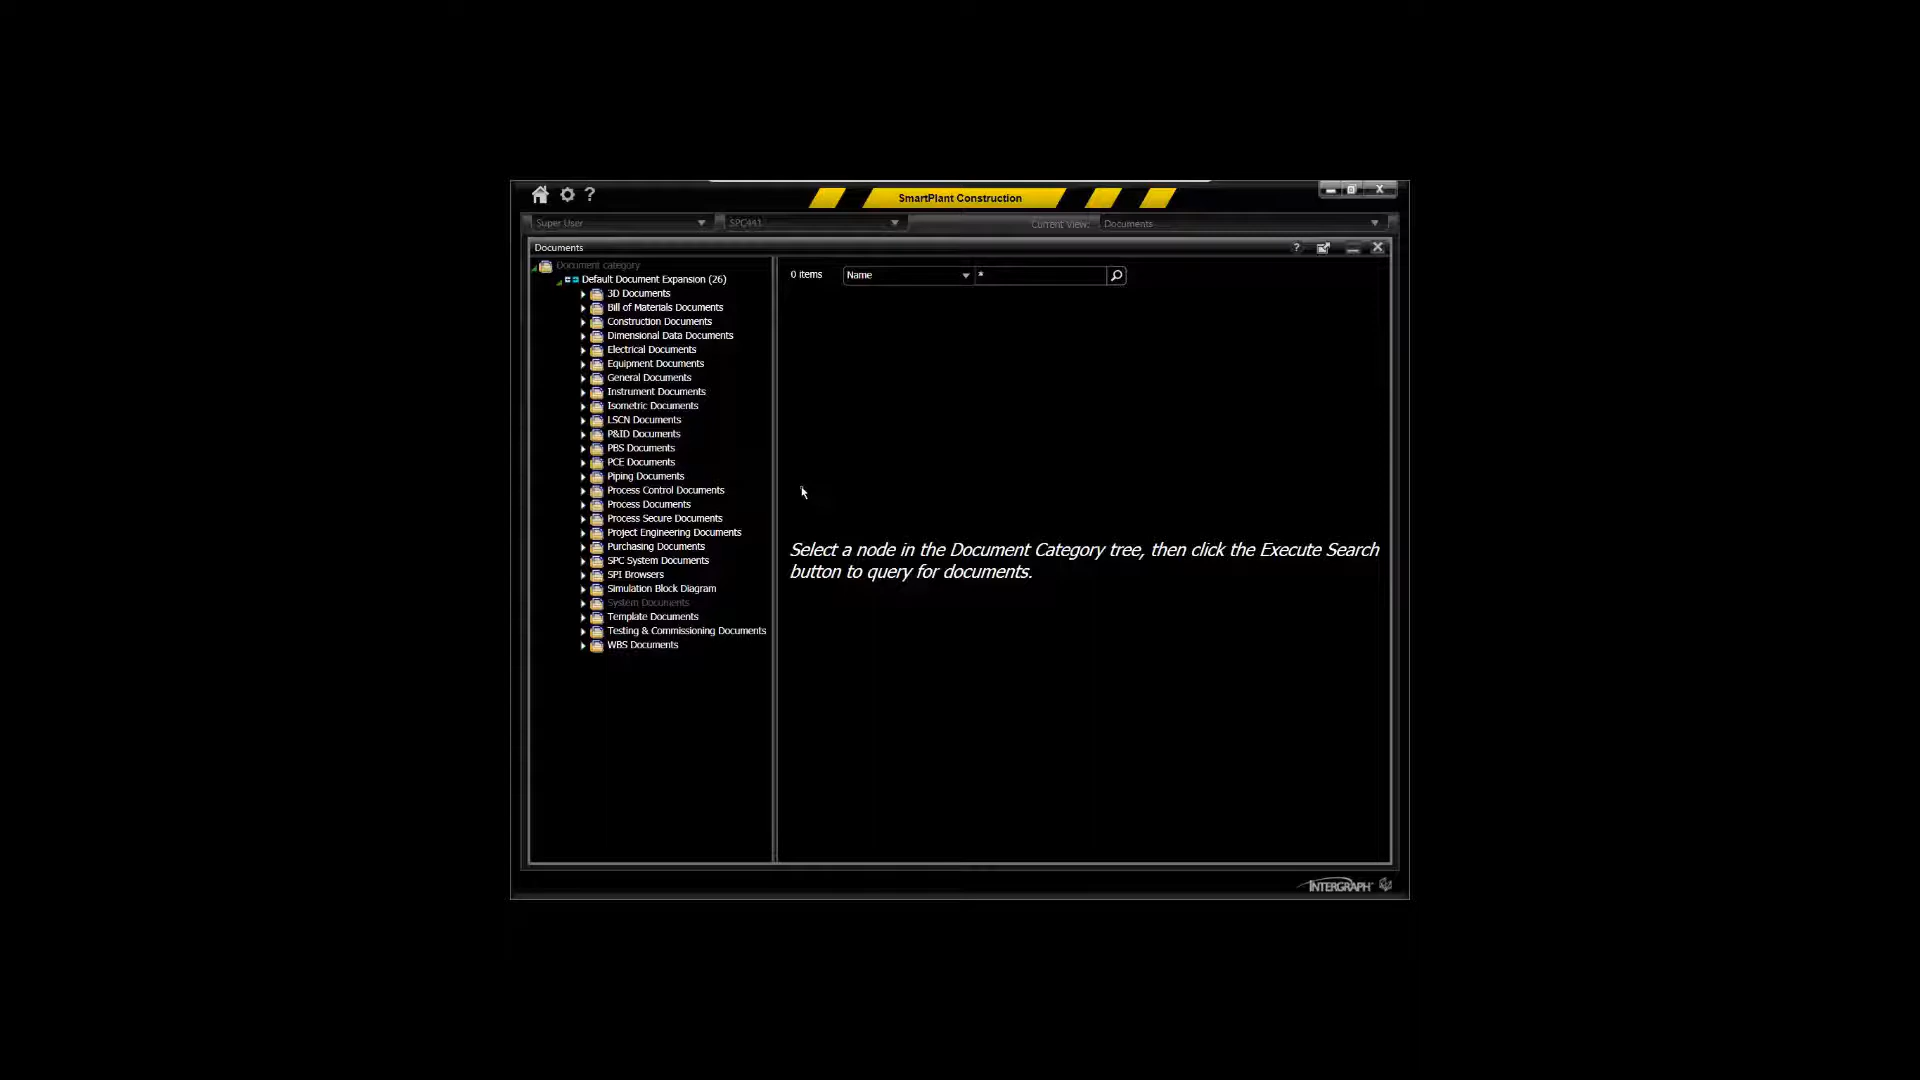 ?
SmartPlant Construction
X
Super User
SPC441
Current View:
Documents
Documents
?
X
Document category
Default Document Expansion (26)
3D Documents
Bill of Materials Documents
Construction Documents
Dimensional Data Documents
Electrical Documents
Equipment Documents
General Documents
Instrument Documents
Isometric Documents
LSCN Documents
P&ID Documents
PBS Documents
PCE Documents
Piping Documents
Process Control Documents
Process Documents
Process Secure Documents
Project Engineering Documents
Purchasing Documents
SPC System Documents
SPI Browsers
Simulation Block Diagram
System Documents
Template Documents
Testing & Commissioning Documents
WBS Documents
0 items
Name
*
Select a node in the Document Category tree, then click the Execute Search
button to query for documents.
INTERGRAPH